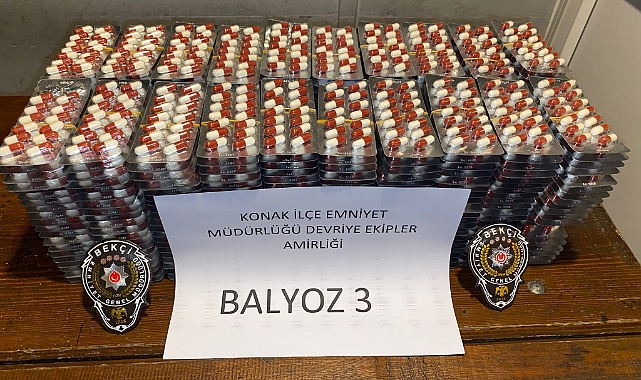 KONAK İLÇE EMNİYET
MÜDÜRLÜĞÜ DEVRİYE EKİPLER
AMİRLİĞİ
BALYOZ 3
BEKÇİ
BEKÇİ